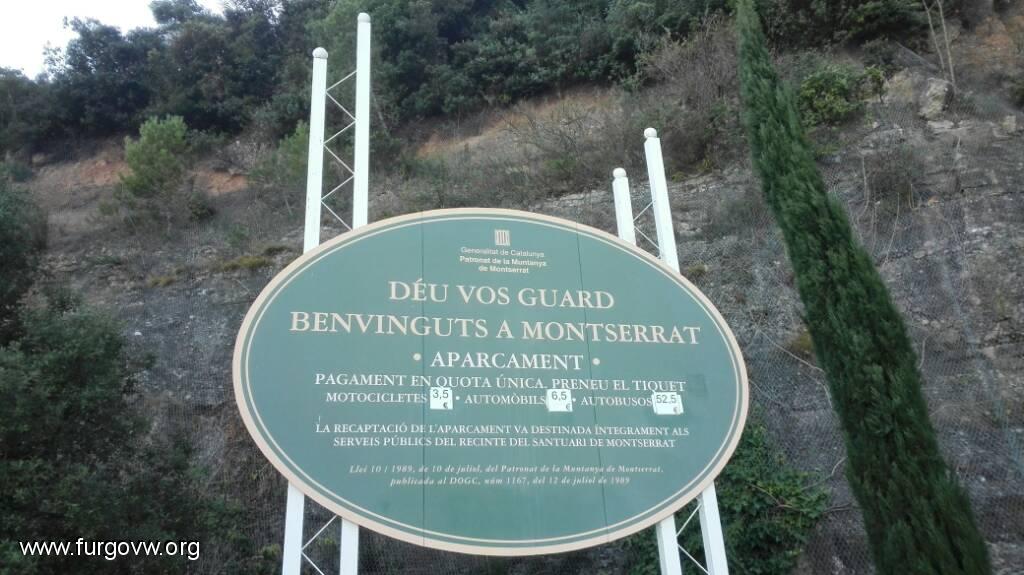 Generalitat de Catalunya
Patronat de la Muntanya
de Montserrat
DÉU VOS GUARD
BENVINGUTS A MONTSERRAT
• APARCAMENT •
PAGAMENT EN QUOTA ÚNICA. PRENEU EL TIQUET
MOTOCICLETES 3,5 € • AUTOMÒBILS 6,5 € • AUTOBUSOS 52,5 €
LA RECAPTACIÓ DE L'APARCAMENT VA DESTINADA ÍNTEGRAMENT ALS
SERVEIS PÚBLICS DEL RECINTE DEL SANTUARI DE MONTSERRAT
Llei 10 / 1989, de 10 de juliol, del Patronat de la Muntanya de Montserrat,
publicada al DOGC, núm 1167, del 12 de juliol de 1989
www.furgovw.org